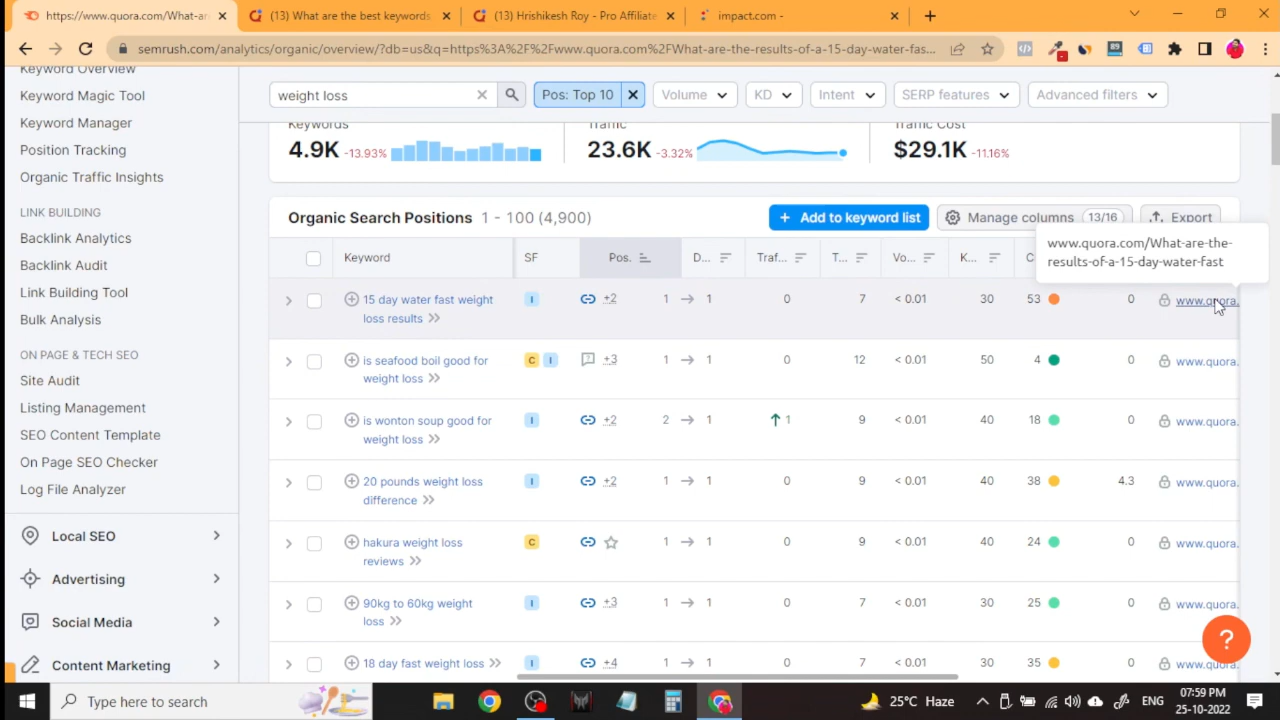 https://www.quora.com/What-ar
(13) What are the best keywords
(13) Hrishikesh Roy - Pro Affiliate
impact.com -
semrush.com/analytics/organic/overview/?db=us&q=https%3A%2F%2Fwww.quora.com%2FWhat-are-the-results-of-a-15-day-water-fas...
89
Keyword Overview
Keyword Magic Tool
Keyword Manager
Position Tracking
Organic Traffic Insights
LINK BUILDING
Backlink Analytics
Backlink Audit
Link Building Tool
Bulk Analysis
ON PAGE & TECH SEO
Site Audit
Listing Management
SEO Content Template
On Page SEO Checker
Log File Analyzer
Local SEO
Advertising
Social Media
Content Marketing
weight loss
Pos: Top 10
Volume
KD
Intent
SERP features
Advanced filters
Keywords
4.9K -13.93%
Traffic
23.6K -3.32%
Traffic Cost
$29.1K -11.16%
Organic Search Positions 1 - 100 (4,900)
+ Add to keyword list
Manage columns 13/16
Export
www.quora.com/What-are-the-
results-of-a-15-day-water-fast
Keyword SF Pos. D... Traf... T... Vo... K... C
15 day water fast weight I +2 1 → 1 0 7 < 0.01 30 53 0 www.quora.
loss results
is seafood boil good for C I +3 1 → 1 0 12 < 0.01 50 4 0 www.quora.
weight loss
is wonton soup good for I +2 2 → 1 ↑ 1 9 < 0.01 40 18 0 www.quora.
weight loss
20 pounds weight loss I +2 1 → 1 0 9 < 0.01 40 38 4.3 www.quora.
difference
hakura weight loss C 1 → 1 0 9 < 0.01 40 24 0 www.quora.
reviews
90kg to 60kg weight I +3 1 → 1 0 7 < 0.01 30 25 0 www.quora.
loss
18 day fast weight loss I +4 1 → 1 0 7 < 0.01 30 35 0 www.quora.
?
Type here to search
25°C Haze
ENG
07:59 PM
25-10-2022